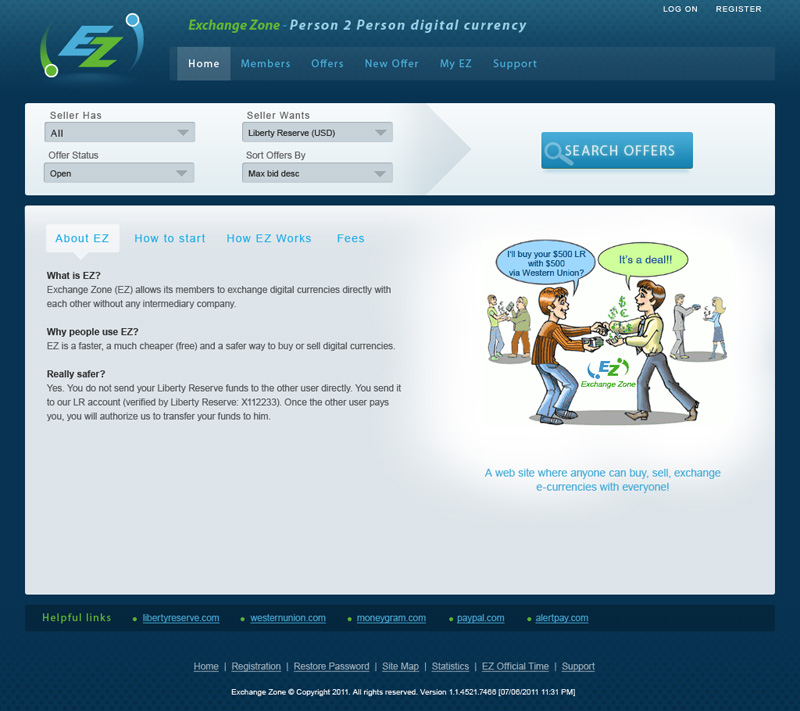 LOG ON REGISTER
EZ
Exchange Zone - Person 2 Person digital currency
Home Members Offers New Offer My EZ Support
Seller Has Seller Wants
All Liberty Reserve (USD)
Offer Status Sort Offers By
Open Max bid desc
SEARCH OFFERS
About EZ How to start How EZ Works Fees
What is EZ?
Exchange Zone (EZ) allows its members to exchange digital currencies directly with
each other without any intermediary company.
Why people use EZ?
EZ is a faster, a much cheaper (free) and a safer way to buy or sell digital currencies.
Really safer?
Yes. You do not send your Liberty Reserve funds to the other user directly. You send it
to our LR account (verified by Liberty Reserve: X112233). Once the other user pays
you, you will authorize us to transfer your funds to him.
I'll buy your $500 LR
with $500
via Western Union?
It's a deal!!
EZ
Exchange Zone
A web site where anyone can buy, sell, exchange
e-currencies with everyone!
Helpful links • libertyreserve.com • westernunion.com • moneygram.com • paypal.com • alertpay.com
Home | Registration | Restore Password | Site Map | Statistics | EZ Official Time | Support
Exchange Zone © Copyright 2011. All rights reserved. Version 1.1.4521.7466 [07/06/2011 11:31 PM]